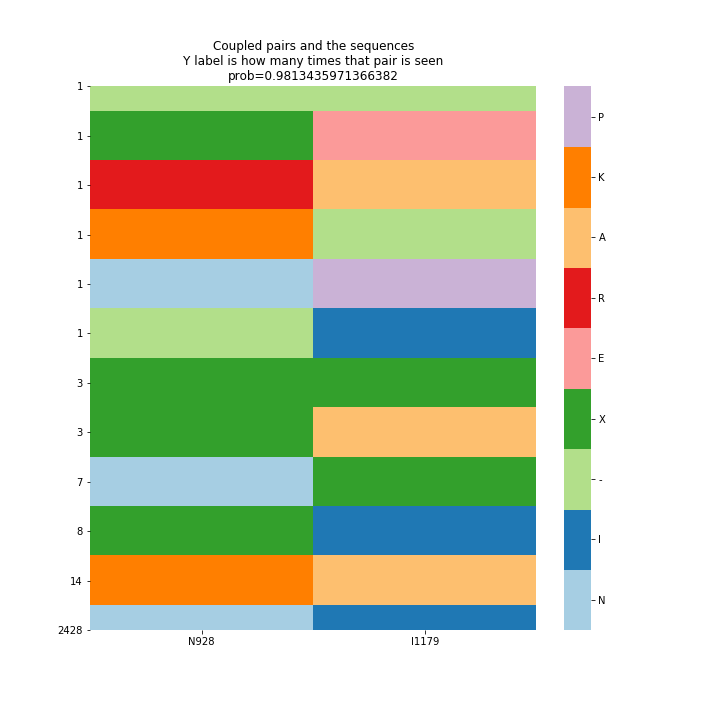 Coupled pairs and the sequences
Y label is how many times that pair is seen
prob=0.9813435971366382
1
1
1
1
1
1
3
3
7
8
14
2428
N928
I1179
P
K
A
R
E
X
-
I
N